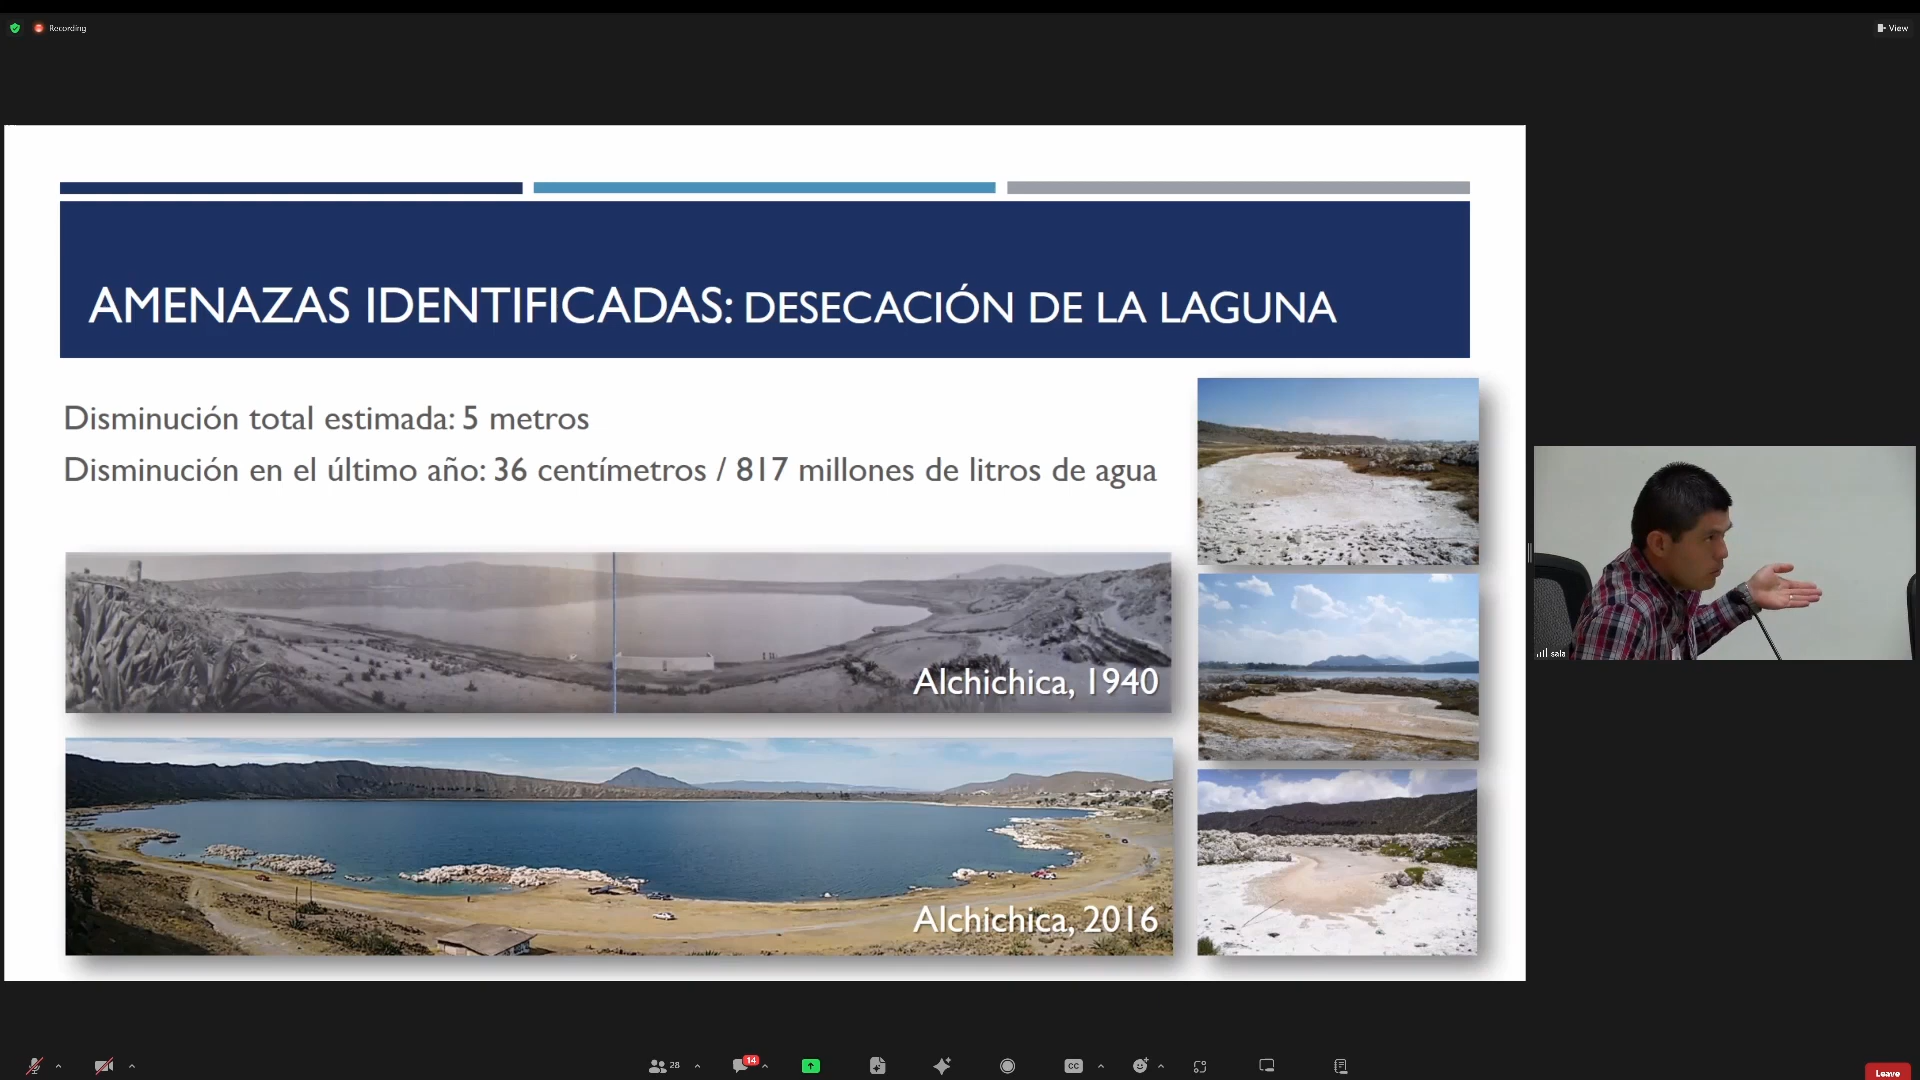 Recording
View
AMENAZAS IDENTIFICADAS: DESECACIÓN DE LA LAGUNA
Disminución total estimada: 5 metros
Disminución en el último año: 36 centímetros / 817 millones de litros de agua
Alchichica, 1940
Alchichica, 2016
sala
28
14
CC
Leave